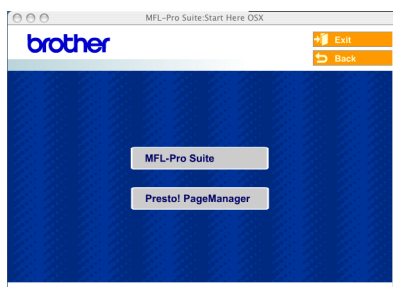 MFL-Pro Suite:Start Here OSX
brother
Exit
Back
MFL-Pro Suite
Presto! PageManager